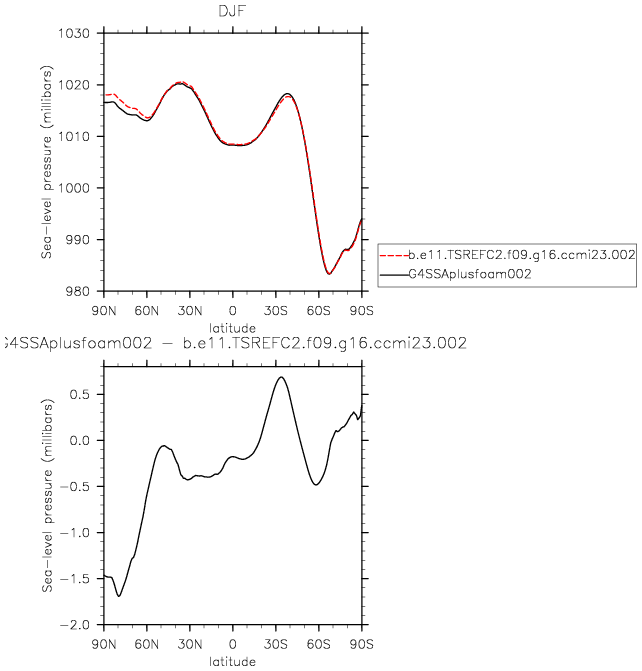 DJF
1030
1020
1010
1000
990
980
Sea-level pressure (millibars)
90N 60N 30N 0 30S 60S 90S
latitude
b.e11.TSREFC2.f09.g16.ccmi23.002
G4SSAplusfoam002
G4SSAplusfoam002 - b.e11.TSREFC2.f09.g16.ccmi23.002
0.5
0.0
-0.5
-1.0
-1.5
-2.0
Sea-level pressure (millibars)
90N 60N 30N 0 30S 60S 90S
latitude